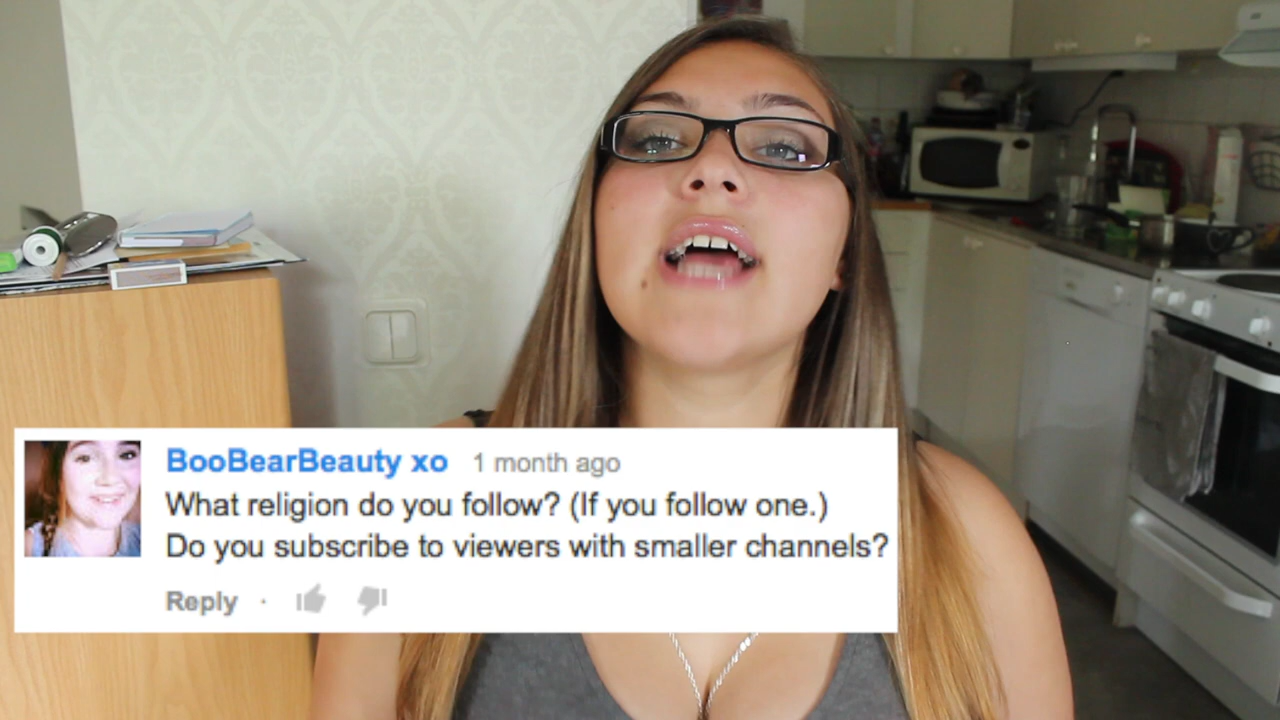 BooBearBeauty xo 1 month ago
What religion do you follow? (If you follow one.)
Do you subscribe to viewers with smaller channels?
Reply ·